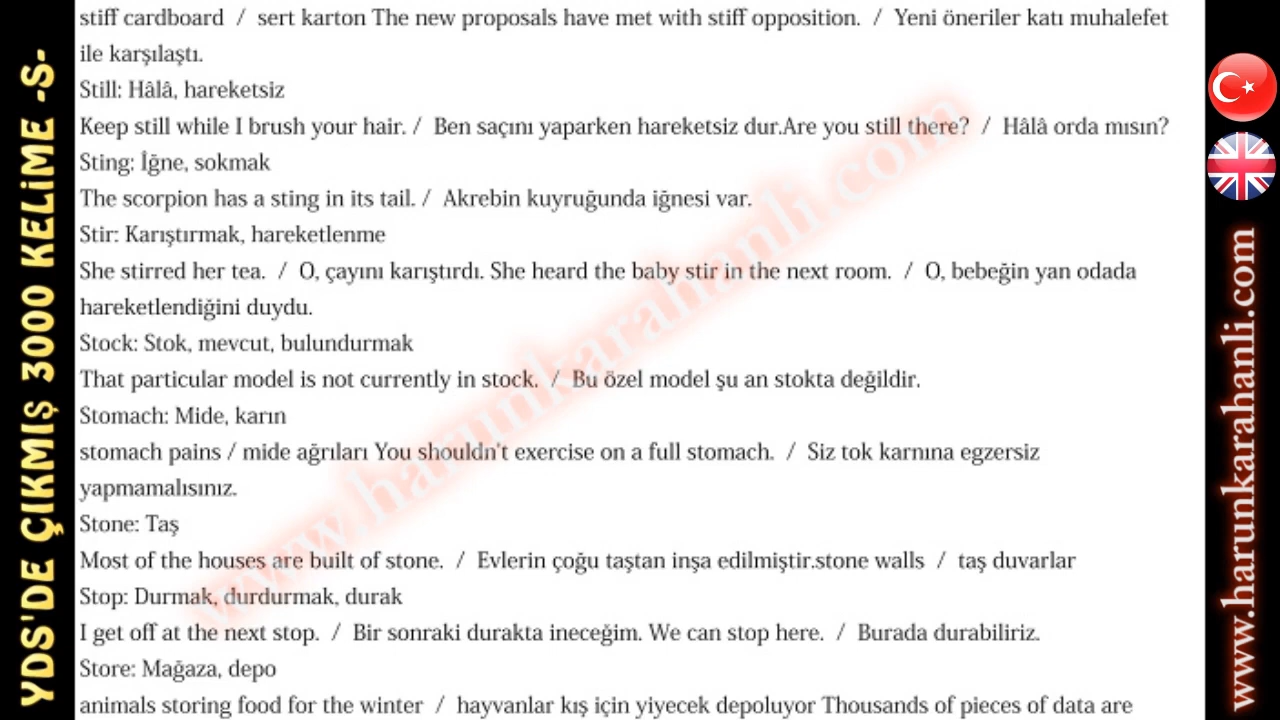 YDS'DE ÇIKMIŞ 3000 KELİME -S-
stiff cardboard / sert karton The new proposals have met with stiff opposition. / Yeni öneriler katı muhalefet
ile karşılaştı.
Still: Hâlâ, hareketsiz
Keep still while I brush your hair. / Ben saçını yaparken hareketsiz dur.Are you still there? / Hâlâ orda mısın?
Sting: Îğne, sokmak
The scorpion has a sting in its tail. / Akrebin kuyruğunda iğnesi var.
Stir: Karıştırmak, hareketlenme
She stirred her tea. / O, çayını karıştırdı. She heard the baby stir in the next room. / O, bebeğin yan odada
hareketlendiğini duydu.
Stock: Stok, mevcut, bulundurmak
That particular model is not currently in stock. / Bu özel model şu an stokta değildir.
Stomach: Mide, karın
stomach pains / mide ağrıları You shouldn't exercise on a full stomach. / Siz tok karnına egzersiz
yapmamalısınız.
Stone: Taş
Most of the houses are built of stone. / Evlerin çoğu taştan inşa edilmiştir.stone walls / taş duvarlar
Stop: Durmak, durdurmak, durak
I get off at the next stop. / Bir sonraki durakta ineceğim. We can stop here. / Burada durabiliriz.
Store: Mağaza, depo
animals storing food for the winter / hayvanlar kış için yiyecek depoluyor Thousands of pieces of data are
www.harunkarahanli.com
www.harunkarahanli.com